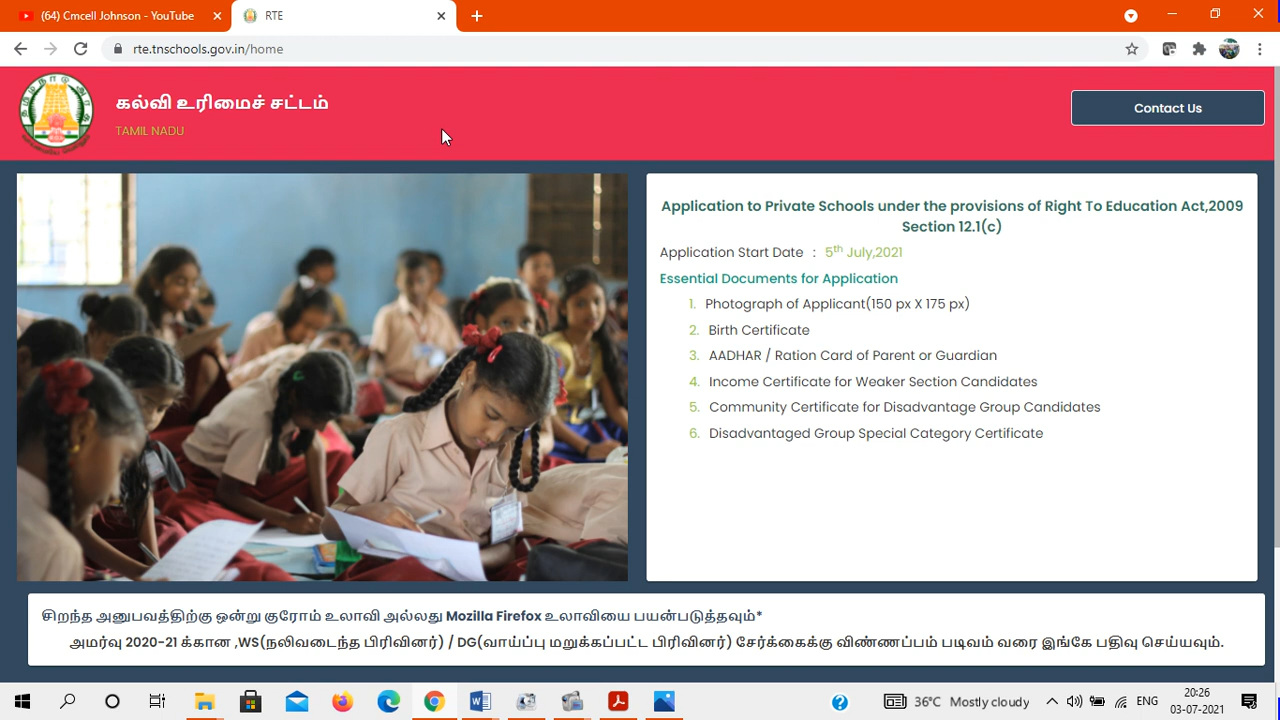 (64) Cmcell Johnson - YouTube
RTE
rte.tnschools.gov.in/home
கல்வி உரிமைச் சட்டம்
TAMIL NADU
Contact Us
Application to Private Schools under the provisions of Right To Education Act,2009
Section 12.1(c)
Application Start Date : 5th July,2021
Essential Documents for Application
1. Photograph of Applicant(150 px X 175 px)
2. Birth Certificate
3. AADHAR / Ration Card of Parent or Guardian
4. Income Certificate for Weaker Section Candidates
5. Community Certificate for Disadvantage Group Candidates
6. Disadvantaged Group Special Category Certificate
சிறந்த அனுபவத்திற்கு ஒன்று குரோம் உலாவி அல்லது Mozilla Firefox உலாவியை பயன்படுத்தவும்*
அமர்வு 2020-21 க்கான ,WS(நலிவடைந்த பிரிவினர்) / DG(வாய்ப்பு மறுக்கப்பட்ட பிரிவினர்) சேர்க்கைக்கு விண்ணப்பம் படிவம் வரை இங்கே பதிவு செய்யவும்.
36°C Mostly cloudy
ENG
20:26
03-07-2021